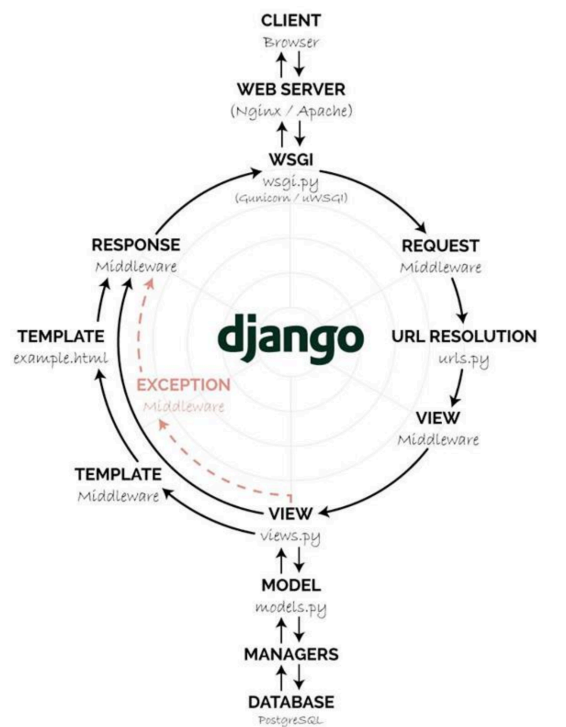 CLIENT
Browser
WEB SERVER
(Nginx / Apache)
WSGI
wsgi.py
(Gunicorn / uWSGI)
RESPONSE
Middleware
REQUEST
Middleware
TEMPLATE
example.html
django
URL RESOLUTION
urls.py
EXCEPTION
Middleware
VIEW
Middleware
TEMPLATE
Middleware
VIEW
views.py
MODEL
models.py
MANAGERS
DATABASE
PostgreSQL